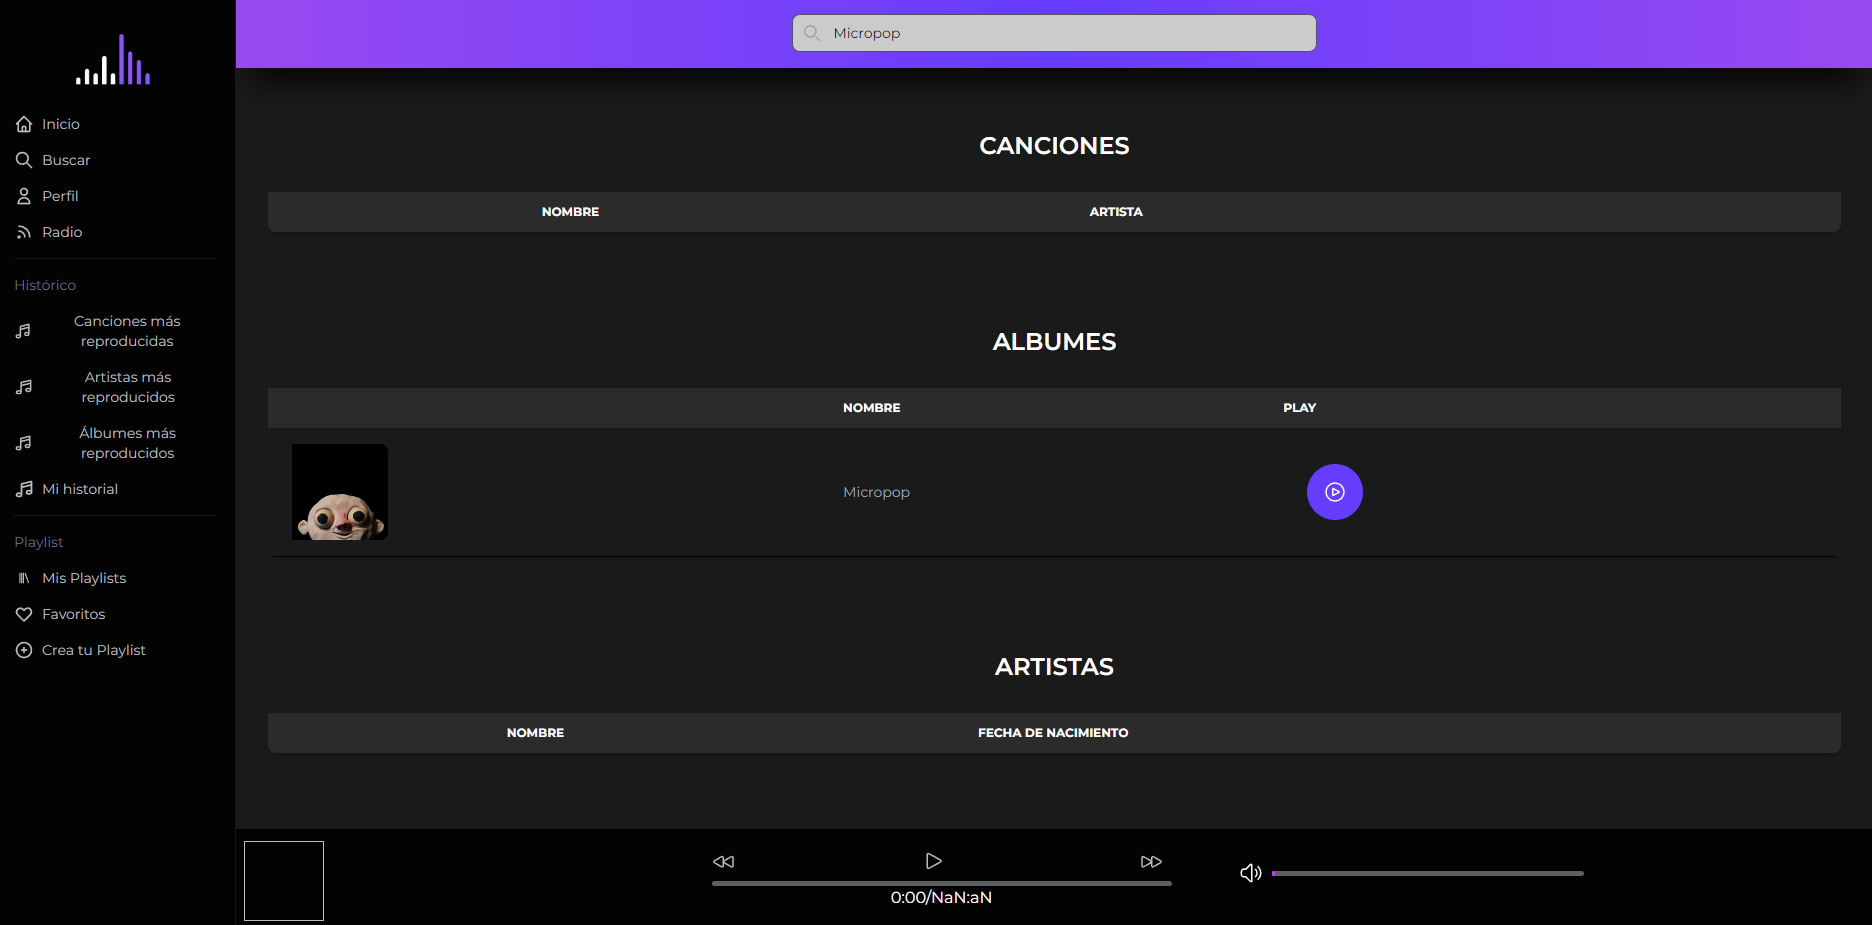 Micropop
Inicio
Buscar
Perfil
Radio
Histórico
Canciones más
reproducidas
Artistas más
reproducidos
Álbumes más
reproducidos
Mi historial
Playlist
Mis Playlists
Favoritos
Crea tu Playlist
CANCIONES
NOMBRE ARTISTA
ALBUMES
NOMBRE PLAY
Micropop
ARTISTAS
NOMBRE FECHA DE NACIMIENTO
0:00/NaN:aN